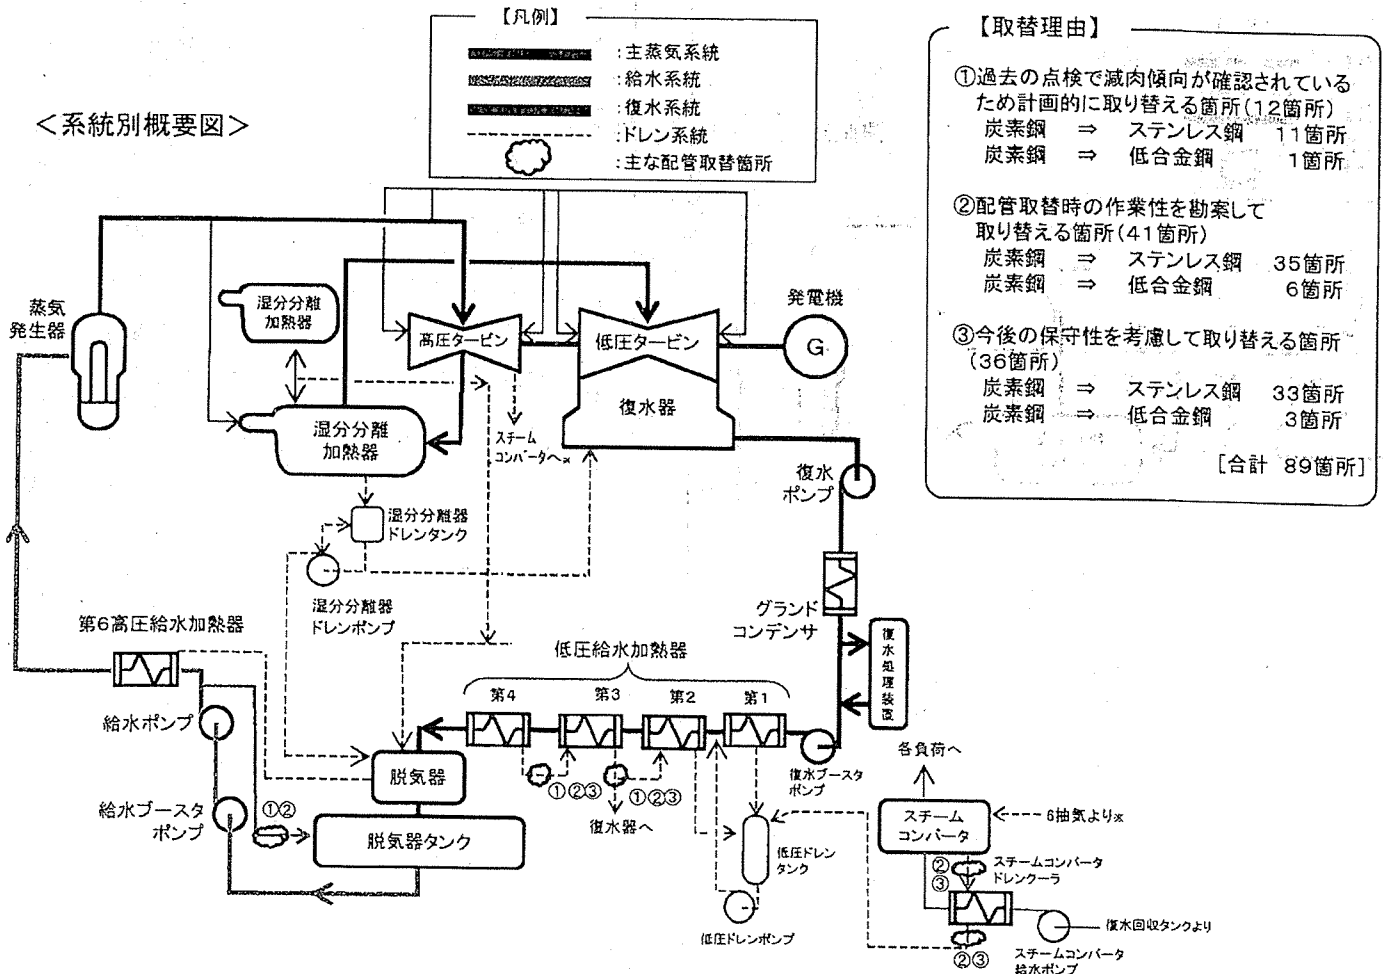 【凡例】
:主蒸気系統
:給水系統
:復水系統
:ドレン系統
:主な配管取替箇所
＜系統別概要図＞
【取替理由】
①過去の点検で減肉傾向が確認されている
ため計画的に取り替える箇所(12箇所)
炭素鋼 ⇒ ステンレス鋼 11箇所
炭素鋼 ⇒ 低合金鋼 1箇所
②配管取替時の作業性を勘案して
取り替える箇所(41箇所)
炭素鋼 ⇒ ステンレス鋼 35箇所
炭素鋼 ⇒ 低合金鋼 6箇所
③今後の保守性を考慮して取り替える箇所
(36箇所)
炭素鋼 ⇒ ステンレス鋼 33箇所
炭素鋼 ⇒ 低合金鋼 3箇所
[合計 89箇所]
蒸気
発生器
湿分分離
加熱器
高圧タービン
低圧タービン
発電機
G
復水器
湿分分離
加熱器
スチーム
コンバータへ※
復水
ポンプ
湿分分離器
ドレンタンク
湿分分離器
ドレンポンプ
グランド
コンデンサ
復水処理装置
第6高圧給水加熱器
低圧給水加熱器
第4
第3
第2
第1
給水ポンプ
脱気器
①②③
①②③
復水器へ
復水ブースタ
ポンプ
各負荷へ
給水ブースタ
ポンプ
①②
脱気器タンク
低圧ドレン
タンク
低圧ドレンポンプ
スチーム
コンバータ
6抽気より※
②
③
スチームコンバータ
ドレンクーラ
復水回収タンクより
②③
スチームコンバータ
給水ポンプ